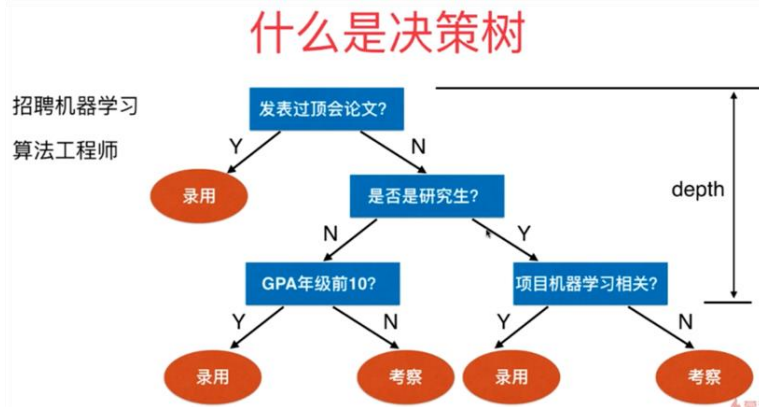 什么是决策树
招聘机器学习
算法工程师
发表过顶会论文?
Y
N
录用
是否是研究生?
depth
N
Y
GPA年级前10?
项目机器学习相关?
Y
N
Y
N
录用
考察
录用
考察